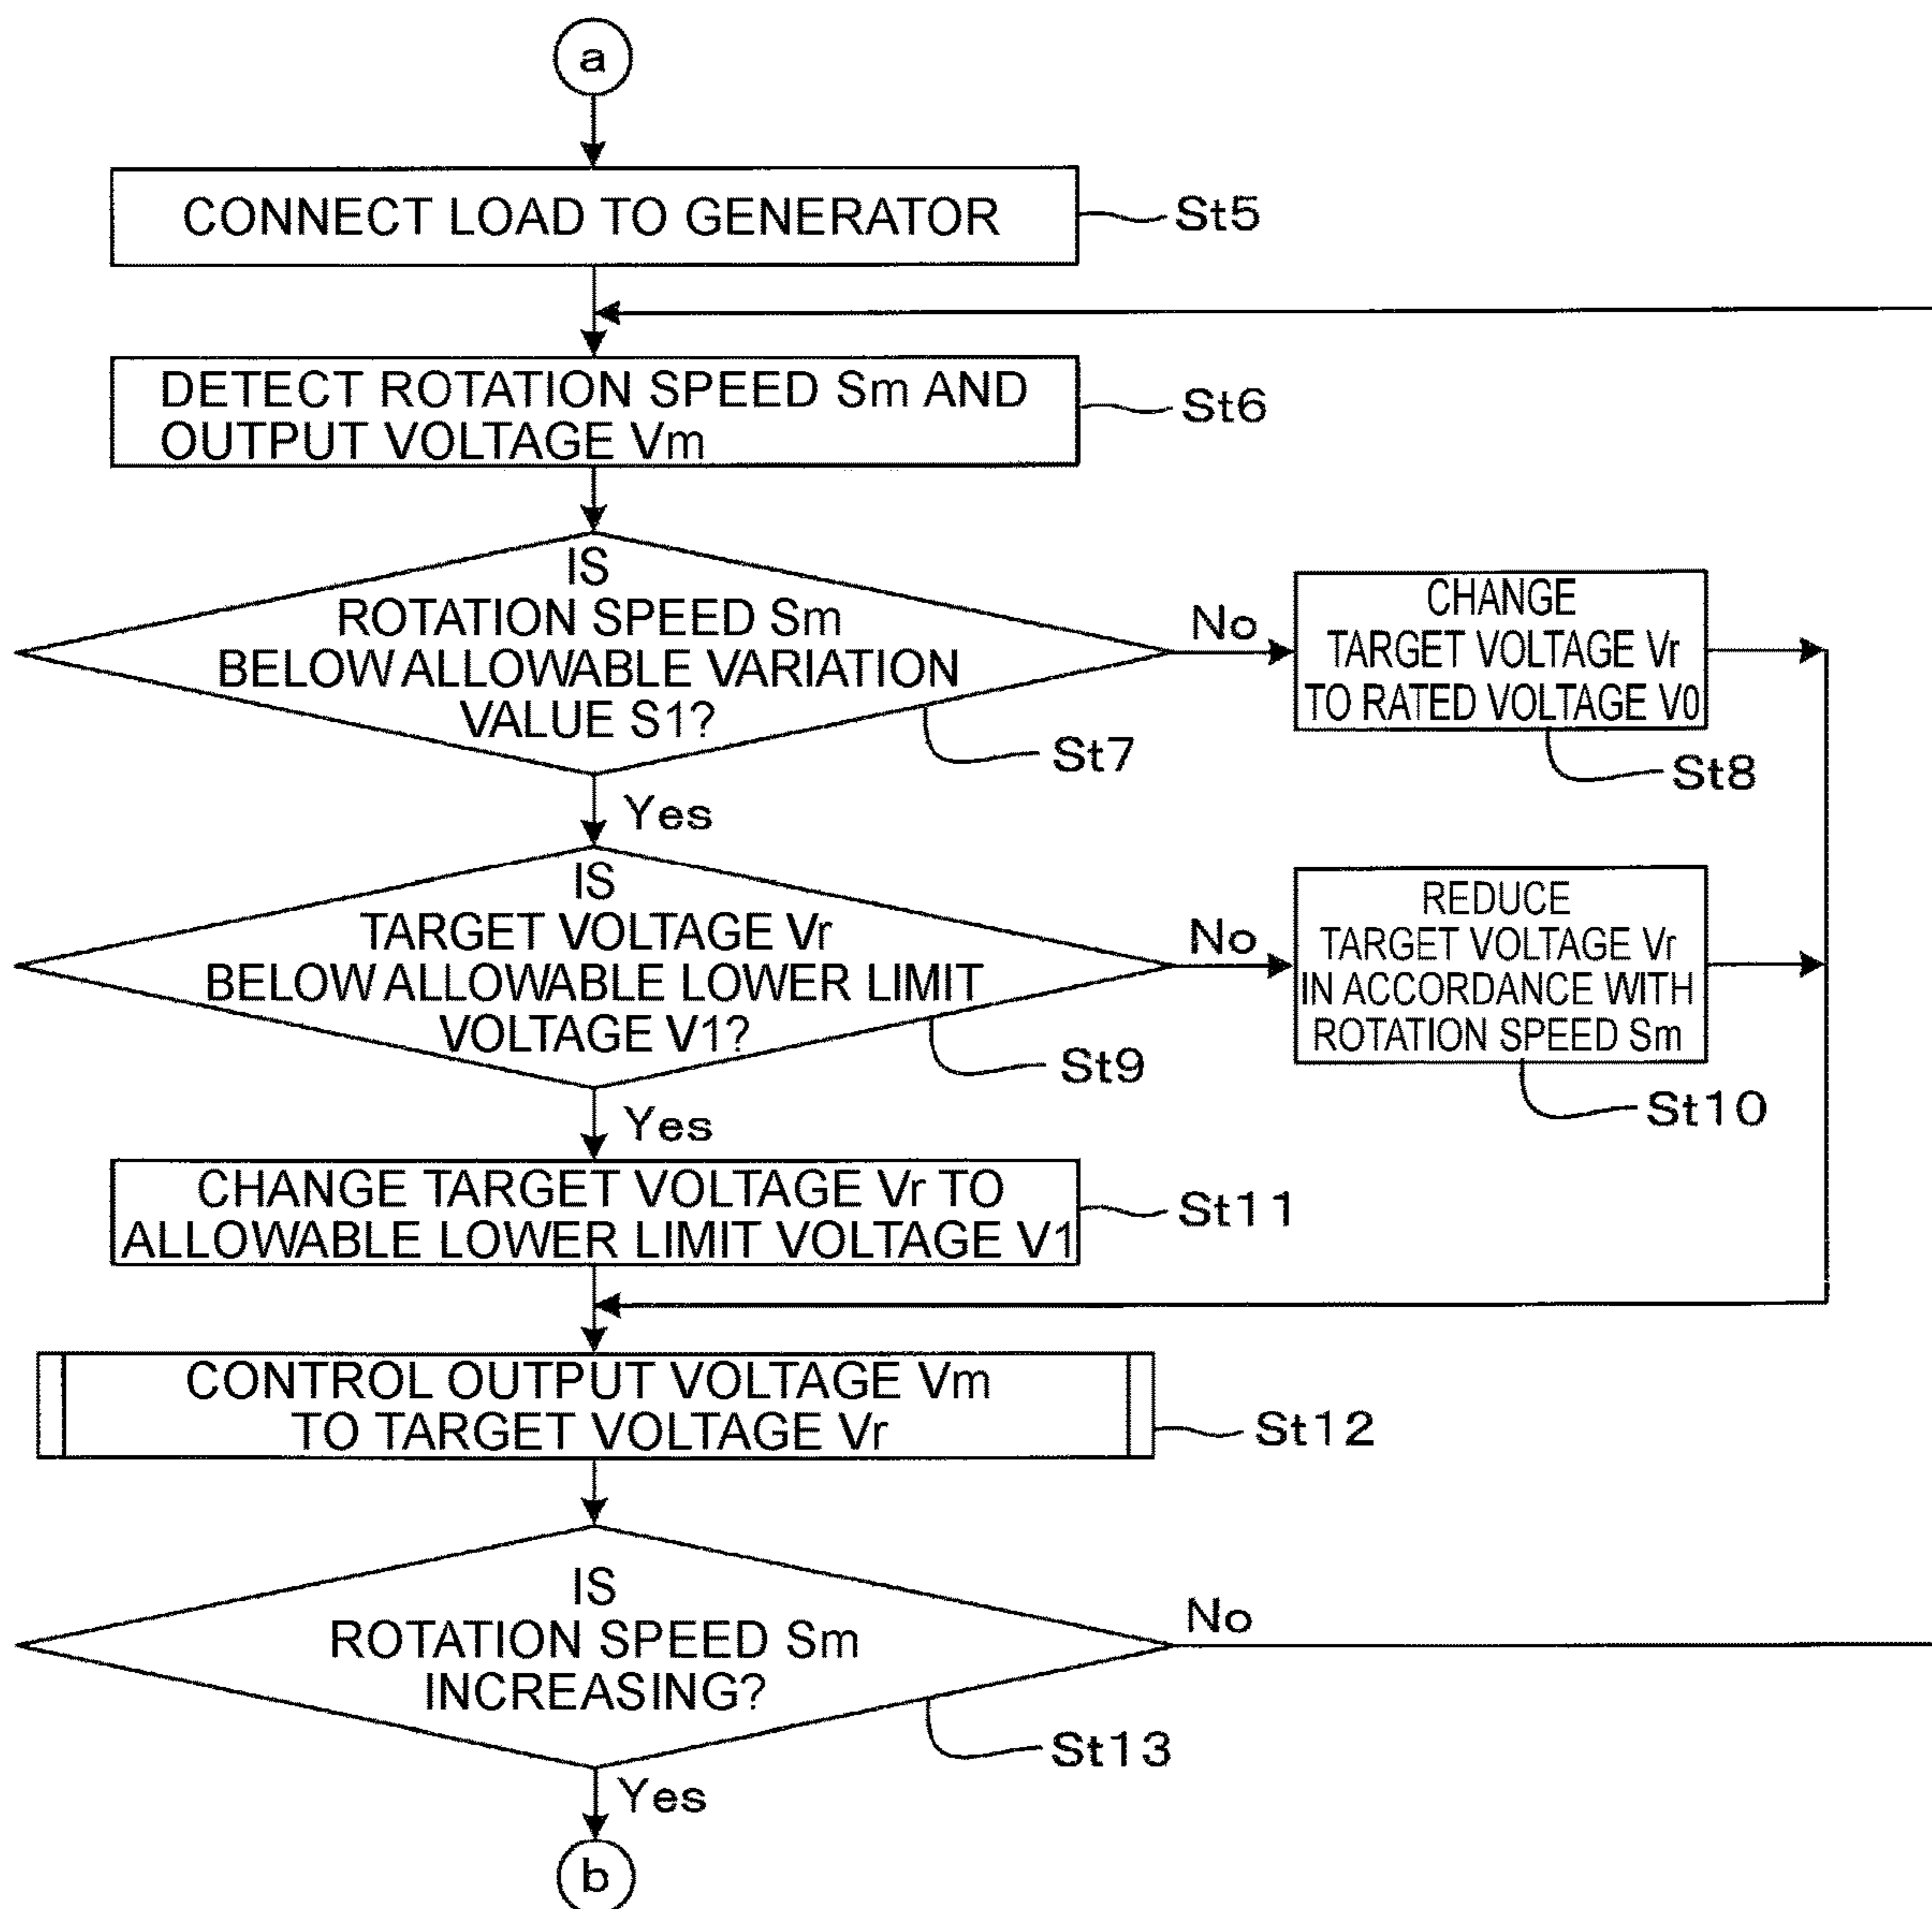 a
CONNECT LOAD TO GENERATOR
St5
DETECT ROTATION SPEED Sm AND
OUTPUT VOLTAGE Vm
St6
IS
ROTATION SPEED Sm
BELOW ALLOWABLE VARIATION
VALUE S1?
St7
No
CHANGE
TARGET VOLTAGE Vr
TO RATED VOLTAGE V0
St8
Yes
IS
TARGET VOLTAGE Vr
BELOW ALLOWABLE LOWER LIMIT
VOLTAGE V1?
St9
No
REDUCE
TARGET VOLTAGE Vr
IN ACCORDANCE WITH
ROTATION SPEED Sm
St10
Yes
CHANGE TARGET VOLTAGE Vr TO
ALLOWABLE LOWER LIMIT VOLTAGE V1
St11
CONTROL OUTPUT VOLTAGE Vm
TO TARGET VOLTAGE Vr
St12
IS
ROTATION SPEED Sm
INCREASING?
St13
No
Yes
b